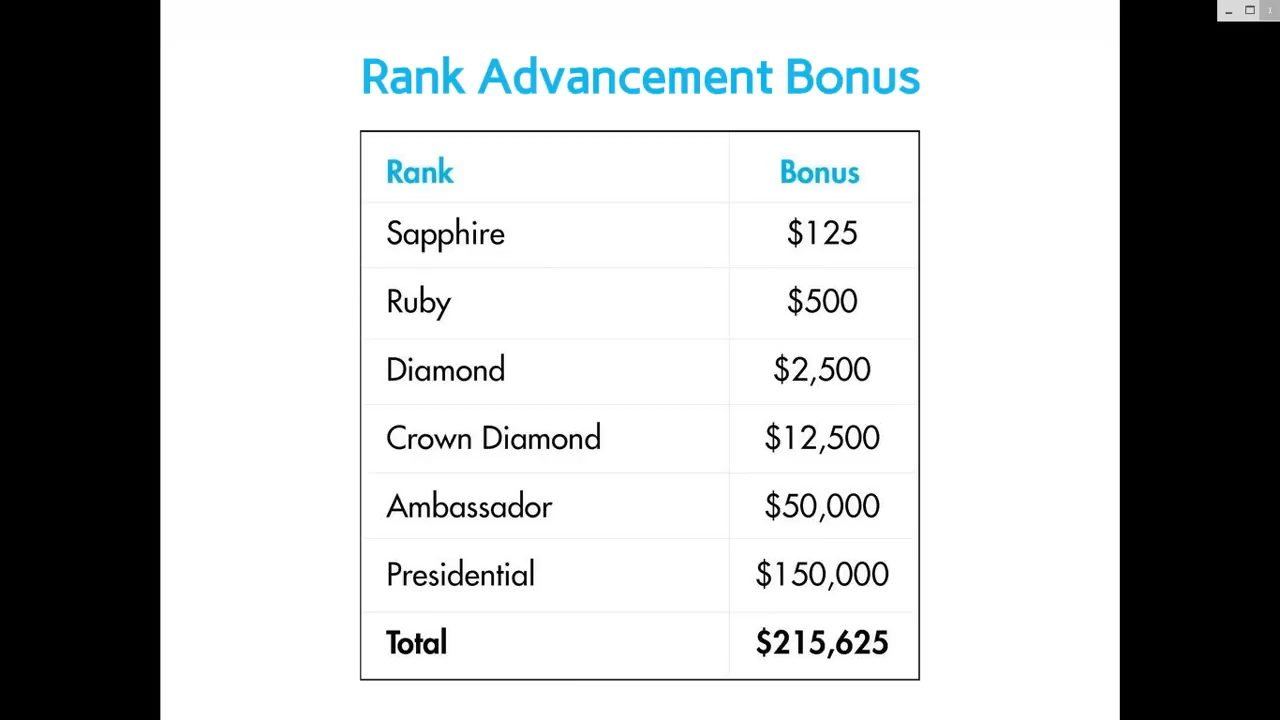 Rank Advancement Bonus
Rank Bonus
Sapphire $125
Ruby $500
Diamond $2,500
Crown Diamond $12,500
Ambassador $50,000
Presidential $150,000
Total $215,625